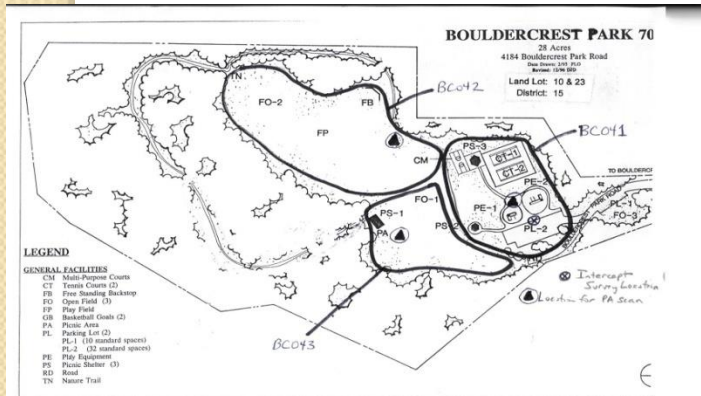 BOULDERCREST PARK 70
28 Acres
4184 Bouldercrest Park Road
Land Lot: 10 & 23
District: 15
TN
FO-2
FB
FP
BC042
BC041
CM
PS-3
CT-1
CT-2
PE-2
TO BOULDERC
PARK ROAD
PL-1
FO-3
FO-1
PS-1
PA
PE-1
PS-2
PL-2
BC043
Intercept
Survey Location
Location for PA scan
LEGEND
GENERAL FACILITIES
CM Multi-Purpose Courts
CT Tennis Courts (2)
FB Free Standing Backstop
FO Open Field (3)
FP Play Field
GB Basketball Goals (2)
PA Picnic Area
PL Parking Lot (2)
PL-1 (10 standard spaces)
PL-2 (32 standard spaces)
PE Play Equipment
PS Picnic Shelter (3)
RD Road
TN Nature Trail